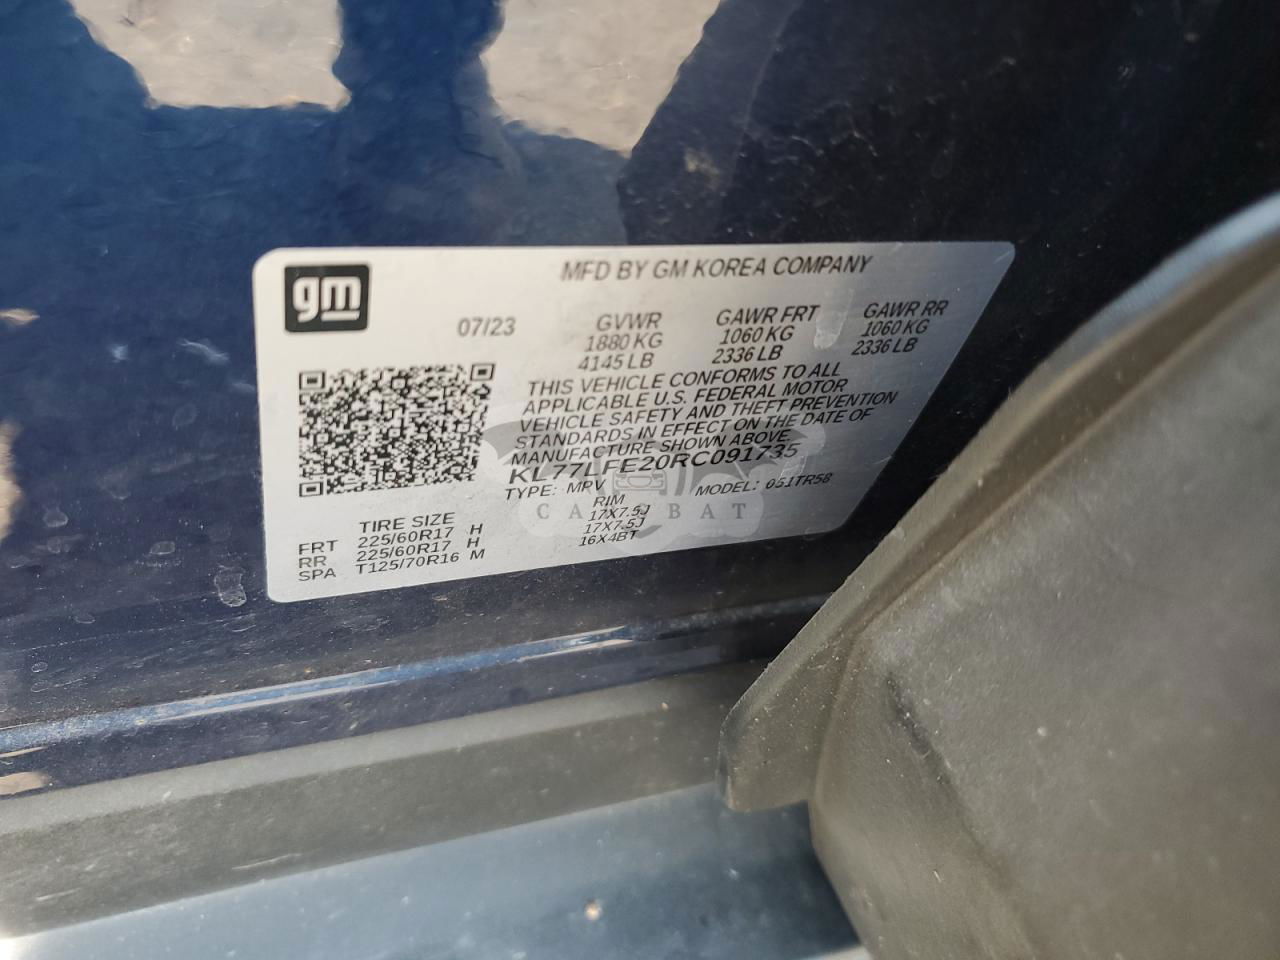 gm
MFD BY GM KOREA COMPANY
07/23 GVWR GAWR FRT GAWR RR
1880 KG 1060 KG 1060 KG
4145 LB 2336 LB 2336 LB
THIS VEHICLE CONFORMS TO ALL
APPLICABLE U.S. FEDERAL MOTOR
VEHICLE SAFETY AND THEFT PREVENTION
STANDARDS IN EFFECT ON THE DATE OF
MANUFACTURE SHOWN ABOVE.
KL77LFE20RC091735
TYPE: MPV MODEL: 051TR58
TIRE SIZE RIM
FRT 225/60R17 H 17X7.5J
RR 225/60R17 H 17X7.5J
SPA T125/70R16 M 16X4BT